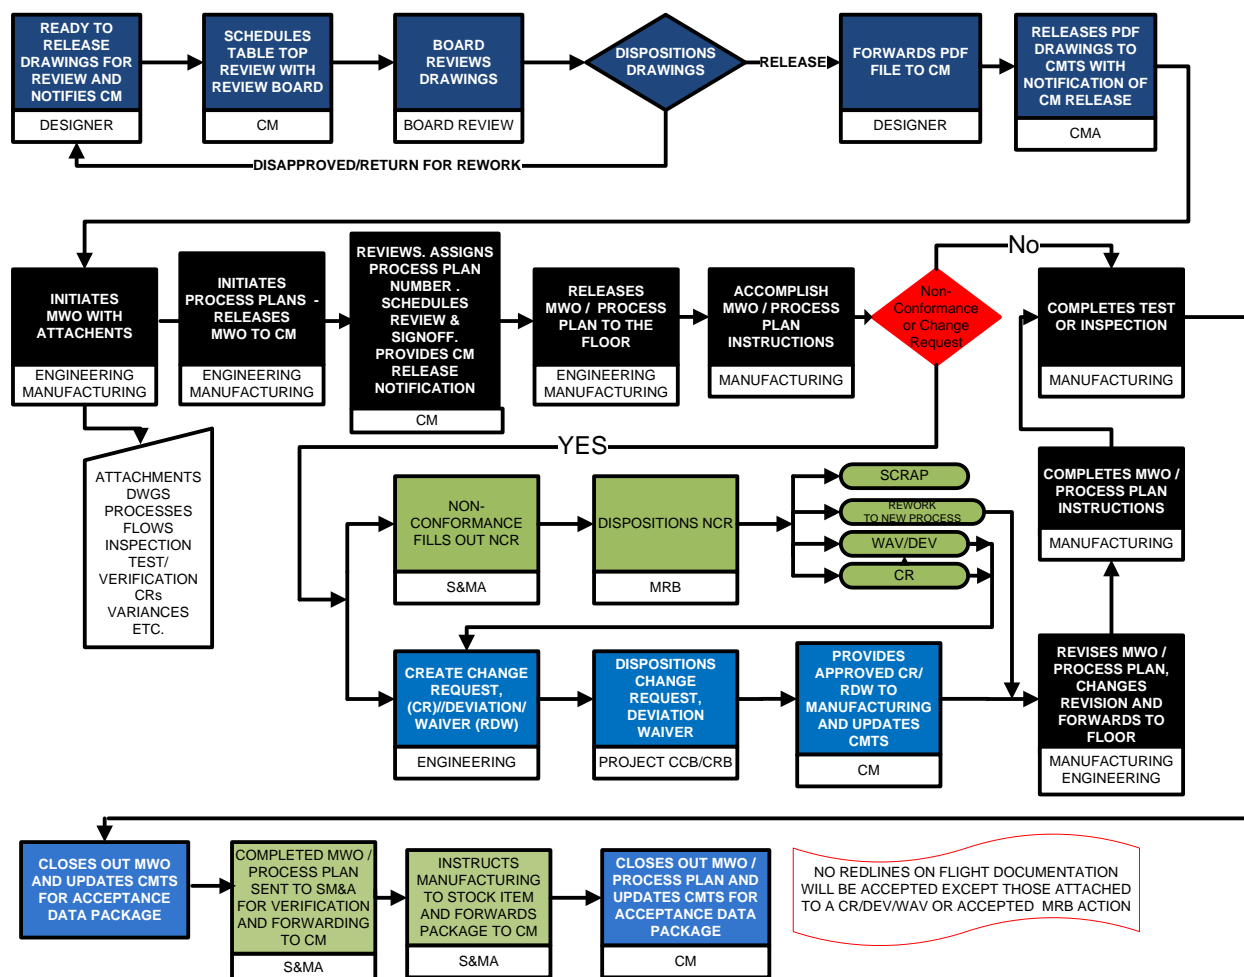 READY TO
RELEASE
DRAWINGS FOR
REVIEW AND
NOTIFIES CM
DESIGNER
SCHEDULES
TABLE TOP
REVIEW WITH
REVIEW BOARD
CM
BOARD
REVIEWS
DRAWINGS
BOARD REVIEW
DISPOSITIONS
DRAWINGS
RELEASE
FORWARDS PDF
FILE TO CM
DESIGNER
RELEASES PDF
DRAWINGS TO
CMTS WITH
NOTIFICATION OF
CM RELEASE
CMA
DISAPPROVED/RETURN FOR REWORK
INITIATES
MWO WITH
ATTACHENTS
ENGINEERING
MANUFACTURING
INITIATES
PROCESS PLANS -
RELEASES
MWO TO CM
ENGINEERING
MANUFACTURING
REVIEWS. ASSIGNS
PROCESS PLAN
NUMBER .
SCHEDULES
REVIEW &
SIGNOFF.
PROVIDES CM
RELEASE
NOTIFICATION
CM
RELEASES
MWO / PROCESS
PLAN TO THE
FLOOR
ENGINEERING
MANUFACTURING
ACCOMPLISH
MWO / PROCESS
PLAN
INSTRUCTIONS
MANUFACTURING
Non-
Conformance
or Change
Request
No
COMPLETES TEST
OR INSPECTION
MANUFACTURING
YES
ATTACHMENTS
DWGS
PROCESSES
FLOWS
INSPECTION
TEST/
VERIFICATION
CRs
VARIANCES
ETC.
NON-
CONFORMANCE
FILLS OUT NCR
S&MA
DISPOSITIONS NCR
MRB
SCRAP
REWORK
TO NEW PROCESS
WAV/DEV
CR
COMPLETES MWO /
PROCESS PLAN
INSTRUCTIONS
MANUFACTURING
CREATE CHANGE
REQUEST,
(CR)//DEVIATION/
WAIVER (RDW)
ENGINEERING
DISPOSITIONS
CHANGE
REQUEST,
DEVIATION
WAIVER
PROJECT CCB/CRB
PROVIDES
APPROVED CR/
RDW TO
MANUFACTURING
AND UPDATES
CMTS
CM
REVISES MWO /
PROCESS PLAN,
CHANGES
REVISION AND
FORWARDS TO
FLOOR
MANUFACTURING
ENGINEERING
CLOSES OUT MWO
AND UPDATES CMTS
FOR ACCEPTANCE
DATA PACKAGE
COMPLETED MWO /
PROCESS PLAN
SENT TO SM&A
FOR VERIFICATION
AND FORWARDING
TO CM
S&MA
INSTRUCTS
MANUFACTURING
TO STOCK ITEM
AND FORWARDS
PACKAGE TO CM
S&MA
CLOSES OUT MWO /
PROCESS PLAN AND
UPDATES CMTS FOR
ACCEPTANCE DATA
PACKAGE
CM
NO REDLINES ON FLIGHT DOCUMENTATION
WILL BE ACCEPTED EXCEPT THOSE ATTACHED
TO A CR/DEV/WAV OR ACCEPTED MRB ACTION